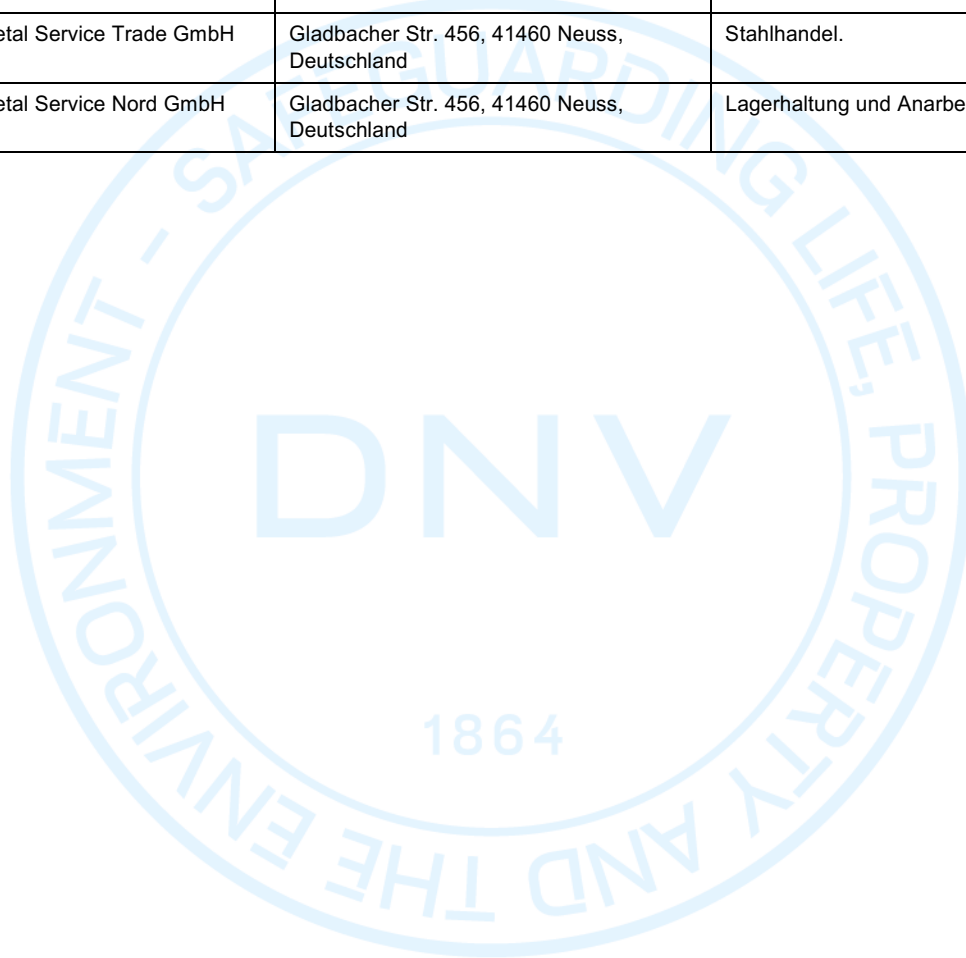 etal Service Trade GmbH
Gladbacher Str. 456, 41460 Neuss,
Deutschland
Stahlhandel.
etal Service Nord GmbH
Gladbacher Str. 456, 41460 Neuss,
Deutschland
Lagerhaltung und Anarbe
SAFEGUARDING LIFE, PROPERTY AND THE ENVIRONMENT -
DNV
1864